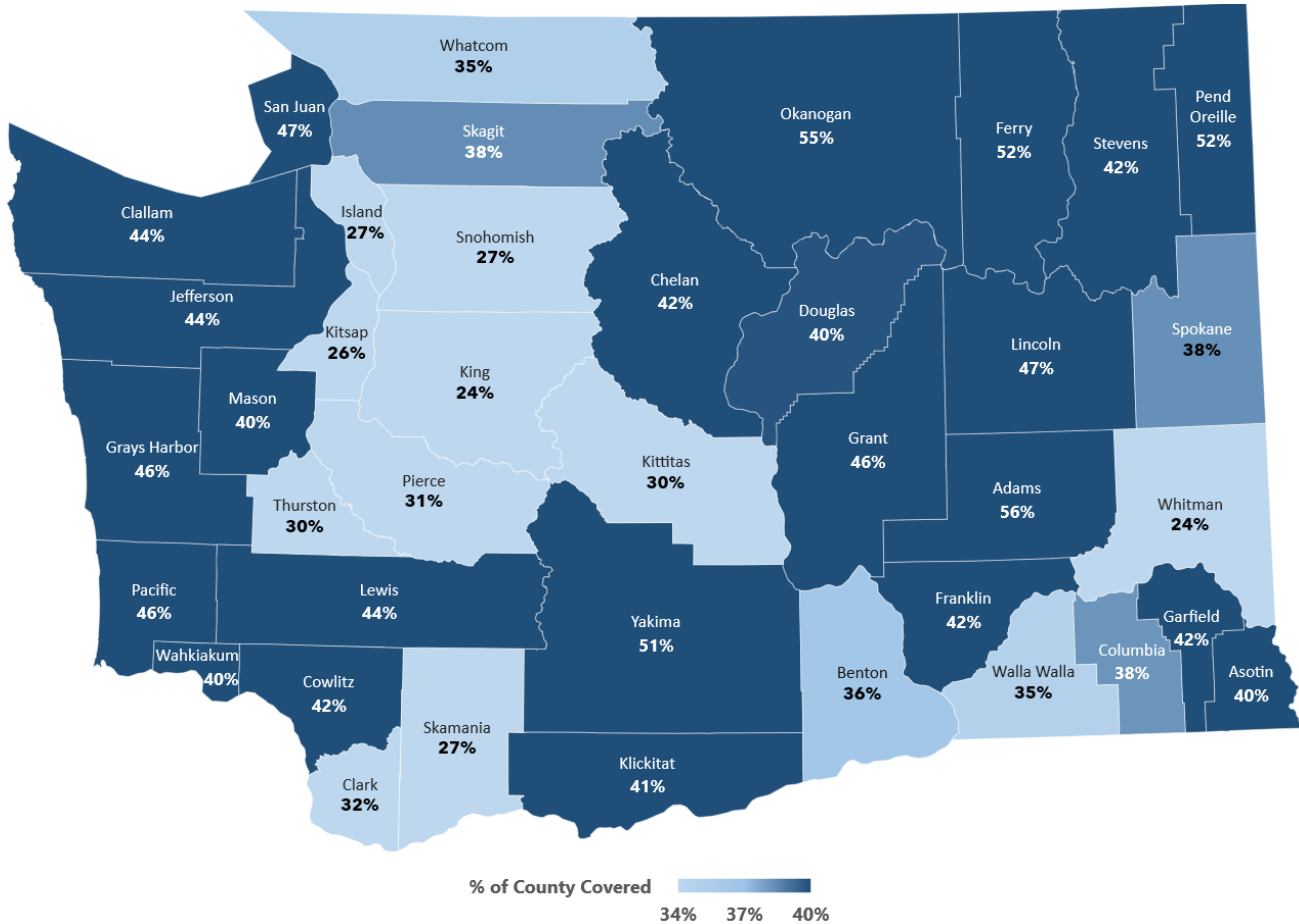 Whatcom
35%
San Juan
47%
Skagit
38%
Okanogan
55%
Ferry
52%
Stevens
42%
Pend
Oreille
52%
Clallam
44%
Island
27%
Snohomish
27%
Chelan
42%
Jefferson
44%
Kitsap
26%
King
24%
Douglas
40%
Lincoln
47%
Spokane
38%
Mason
40%
Grays Harbor
46%
Grant
46%
Thurston
30%
Pierce
31%
Kittitas
30%
Adams
56%
Whitman
24%
Pacific
46%
Lewis
44%
Yakima
51%
Franklin
42%
Garfield
42%
Wahkiakum
40%
Cowlitz
42%
Skamania
27%
Benton
36%
Walla Walla
35%
Columbia
38%
Asotin
40%
Clark
32%
Klickitat
41%
% of County Covered
34% 37% 40%